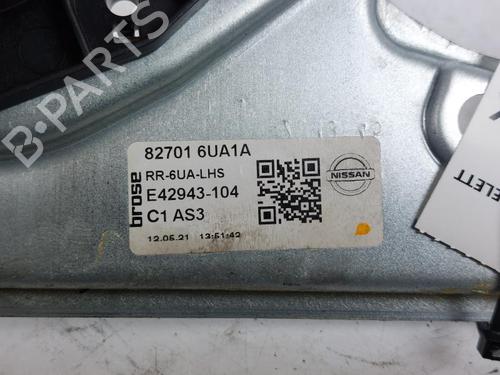 B-PARTS
82701 6UA1A
RR-6UA-LHS
E42943-104
C1 AS3
12.05.21 13:51:42
brose
NISSAN